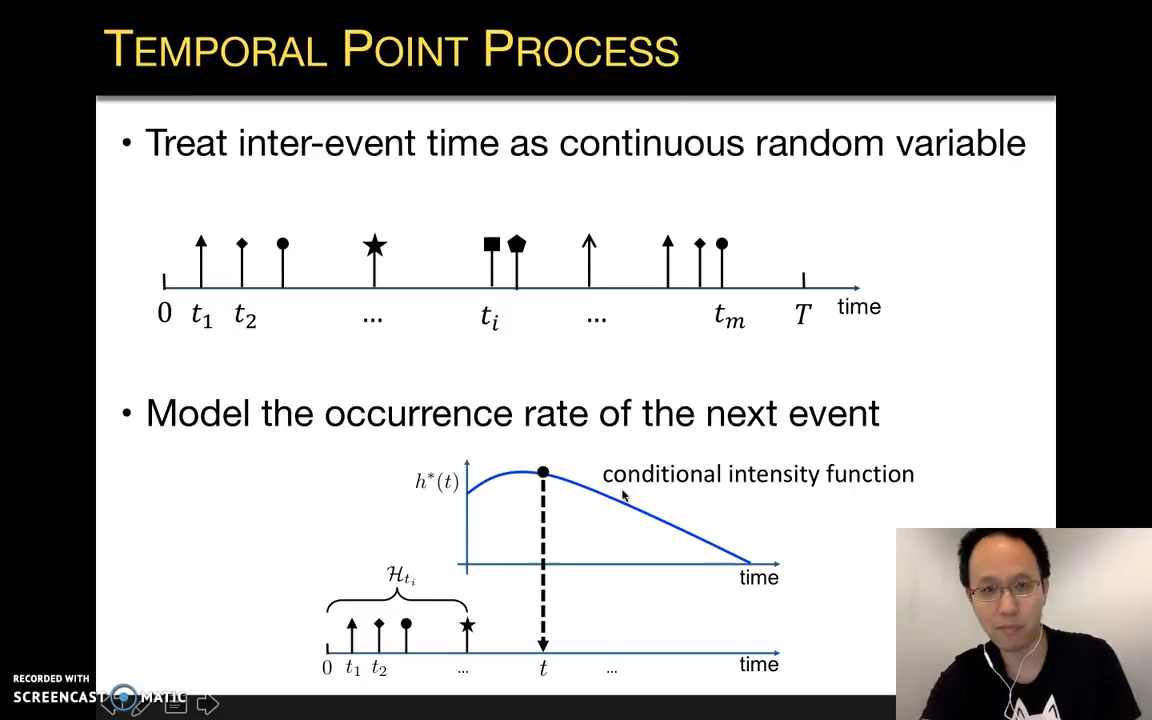 TEMPORAL POINT PROCESS
• Treat inter-event time as continuous random variable
0 t₁ t₂ ... tᵢ ... tₘ T time
• Model the occurrence rate of the next event
h*(t)
conditional intensity function
time
ℋₜᵢ
0 t₁ t₂ ... t ... time
RECORDED WITH
SCREENCAST MATIC